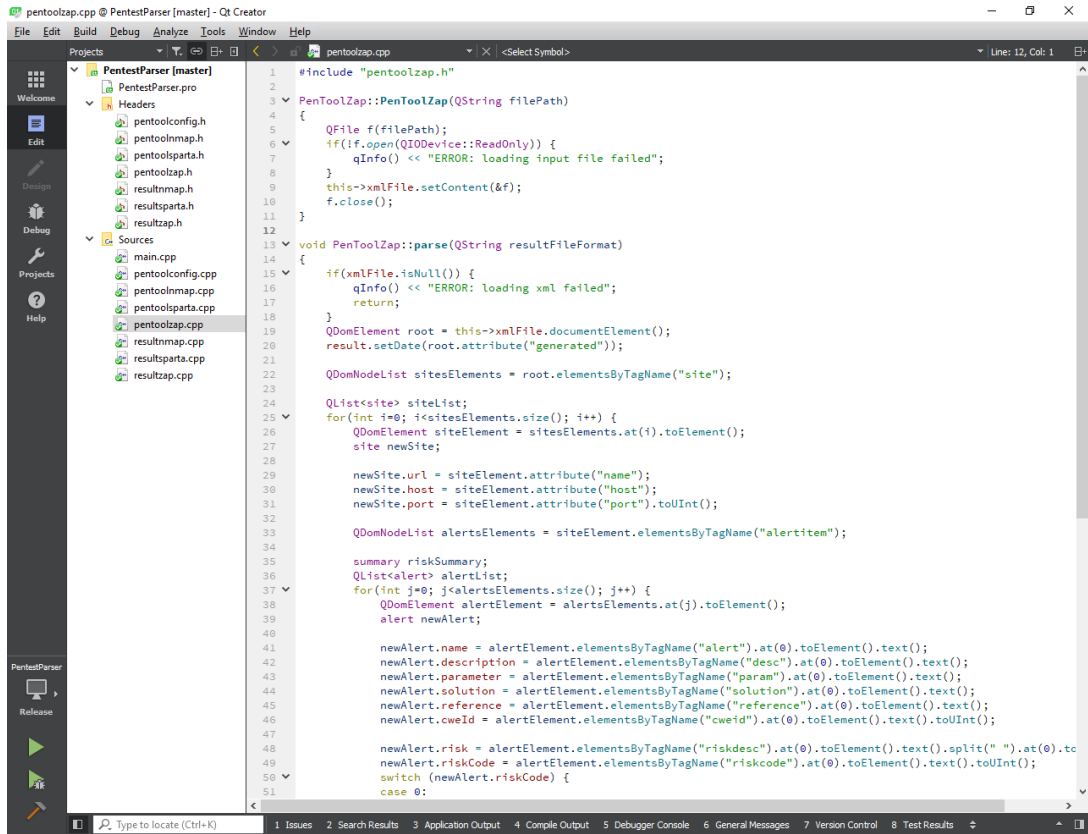 pentoolzap.cpp @ PentestParser [master] - Qt Creator
File Edit Build Debug Analyze Tools Window Help
Projects
pentoolzap.cpp
<Select Symbol>
Line: 12, Col: 1
Welcome
Edit
Design
Debug
Projects
Help
PentestParser
Release
PentestParser [master]
PentestParser.pro
Headers
pentoolconfig.h
pentoolnmap.h
pentoolsparta.h
pentoolzap.h
resultnmap.h
resultsparta.h
resultzap.h
Sources
main.cpp
pentoolconfig.cpp
pentoolnmap.cpp
pentoolsparta.cpp
pentoolzap.cpp
resultnmap.cpp
resultsparta.cpp
resultzap.cpp
1 #include "pentoolzap.h"
2
3 PenToolZap::PenToolZap(QString filePath)
4 {
5 QFile f(filePath);
6 if(!f.open(QIODevice::ReadOnly)) {
7 qInfo() << "ERROR: loading input file failed";
8 }
9 this->xmlFile.setContent(&f);
10 f.close();
11 }
12
13 void PenToolZap::parse(QString resultFileFormat)
14 {
15 if(xmlFile.isNull()) {
16 qInfo() << "ERROR: loading xml failed";
17 return;
18 }
19 QDomElement root = this->xmlFile.documentElement();
20 result.setDate(root.attribute("generated"));
21
22 QDomNodeList sitesElements = root.elementsByTagName("site");
23
24 QList<site> siteList;
25 for(int i=0; i<sitesElements.size(); i++) {
26 QDomElement siteElement = sitesElements.at(i).toElement();
27 site newSite;
28
29 newSite.url = siteElement.attribute("name");
30 newSite.host = siteElement.attribute("host");
31 newSite.port = siteElement.attribute("port").toUInt();
32
33 QDomNodeList alertsElements = siteElement.elementsByTagName("alertitem");
34
35 summary riskSummary;
36 QList<alert> alertList;
37 for(int j=0; j<alertsElements.size(); j++) {
38 QDomElement alertElement = alertsElements.at(j).toElement();
39 alert newAlert;
40
41 newAlert.name = alertElement.elementsByTagName("alert").at(0).toElement().text();
42 newAlert.description = alertElement.elementsByTagName("desc").at(0).toElement().text();
43 newAlert.parameter = alertElement.elementsByTagName("param").at(0).toElement().text();
44 newAlert.solution = alertElement.elementsByTagName("solution").at(0).toElement().text();
45 newAlert.reference = alertElement.elementsByTagName("reference").at(0).toElement().text();
46 newAlert.cweId = alertElement.elementsByTagName("cweid").at(0).toElement().text().toUInt();
47
48 newAlert.risk = alertElement.elementsByTagName("riskdesc").at(0).toElement().text().split(" ").at(0).to
49 newAlert.riskCode = alertElement.elementsByTagName("riskcode").at(0).toElement().text().toUInt();
50 switch (newAlert.riskCode) {
51 case 0:
Type to locate (Ctrl+K)
1 Issues 2 Search Results 3 Application Output 4 Compile Output 5 Debugger Console 6 General Messages 7 Version Control 8 Test Results